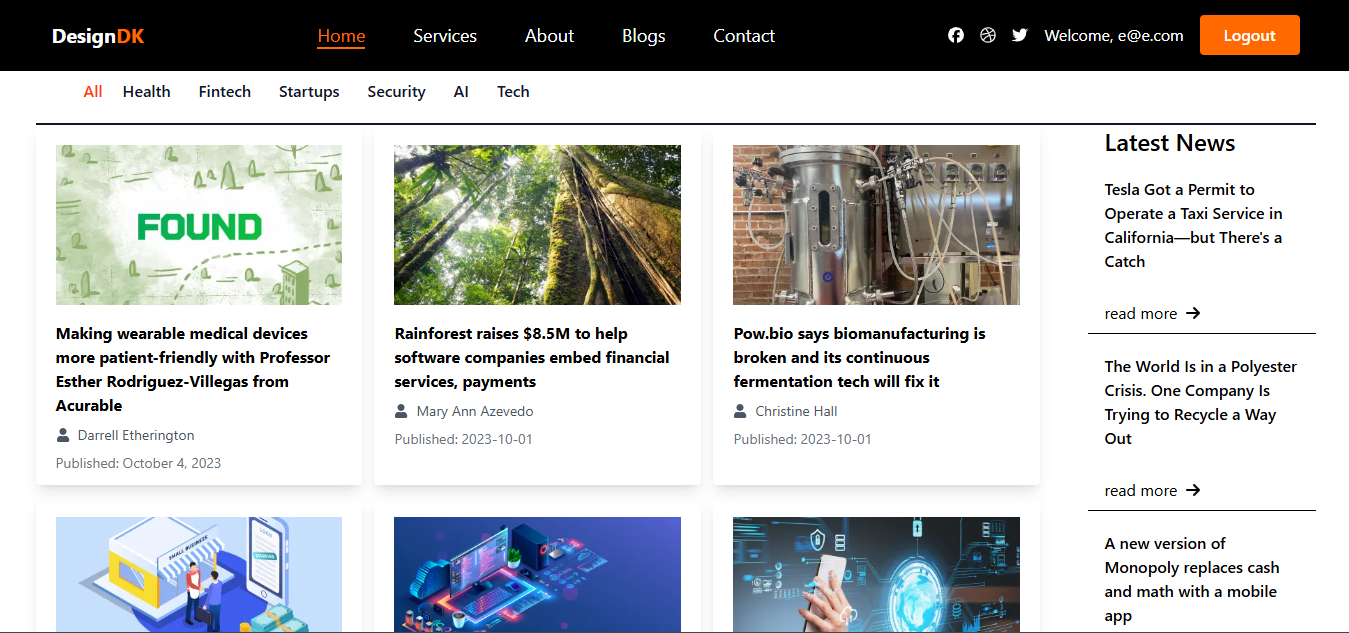 DesignDK
Home
Services
About
Blogs
Contact
Welcome, e@e.com
Logout
All
Health
Fintech
Startups
Security
AI
Tech
FOUND
Making wearable medical devices
more patient-friendly with Professor
Esther Rodriguez-Villegas from
Acurable
Darrell Etherington
Published: October 4, 2023
Rainforest raises $8.5M to help
software companies embed financial
services, payments
Mary Ann Azevedo
Published: 2023-10-01
Pow.bio says biomanufacturing is
broken and its continuous
fermentation tech will fix it
Christine Hall
Published: 2023-10-01
SMALL BUSINESS
LOAN
Latest News
Tesla Got a Permit to
Operate a Taxi Service in
California—but There's a
Catch
read more
The World Is in a Polyester
Crisis. One Company Is
Trying to Recycle a Way
Out
read more
A new version of
Monopoly replaces cash
and math with a mobile
app